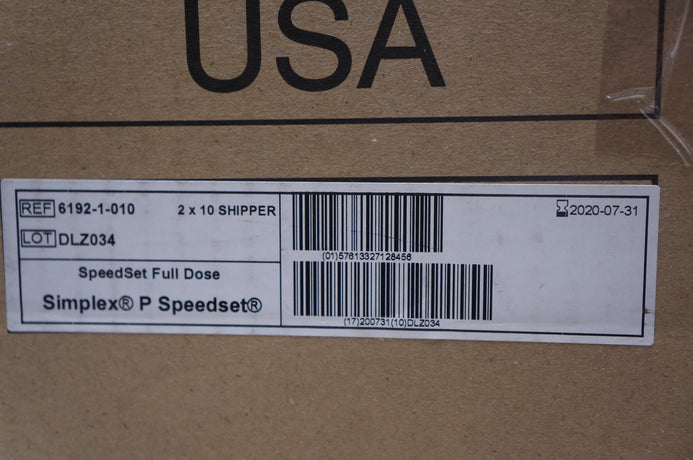 USA
REF 6192-1-010 2 x 10 SHIPPER
LOT DLZ034
SpeedSet Full Dose
Simplex® P Speedset®
(01)57613327128456
(17)200731(10)DLZ034
2020-07-31